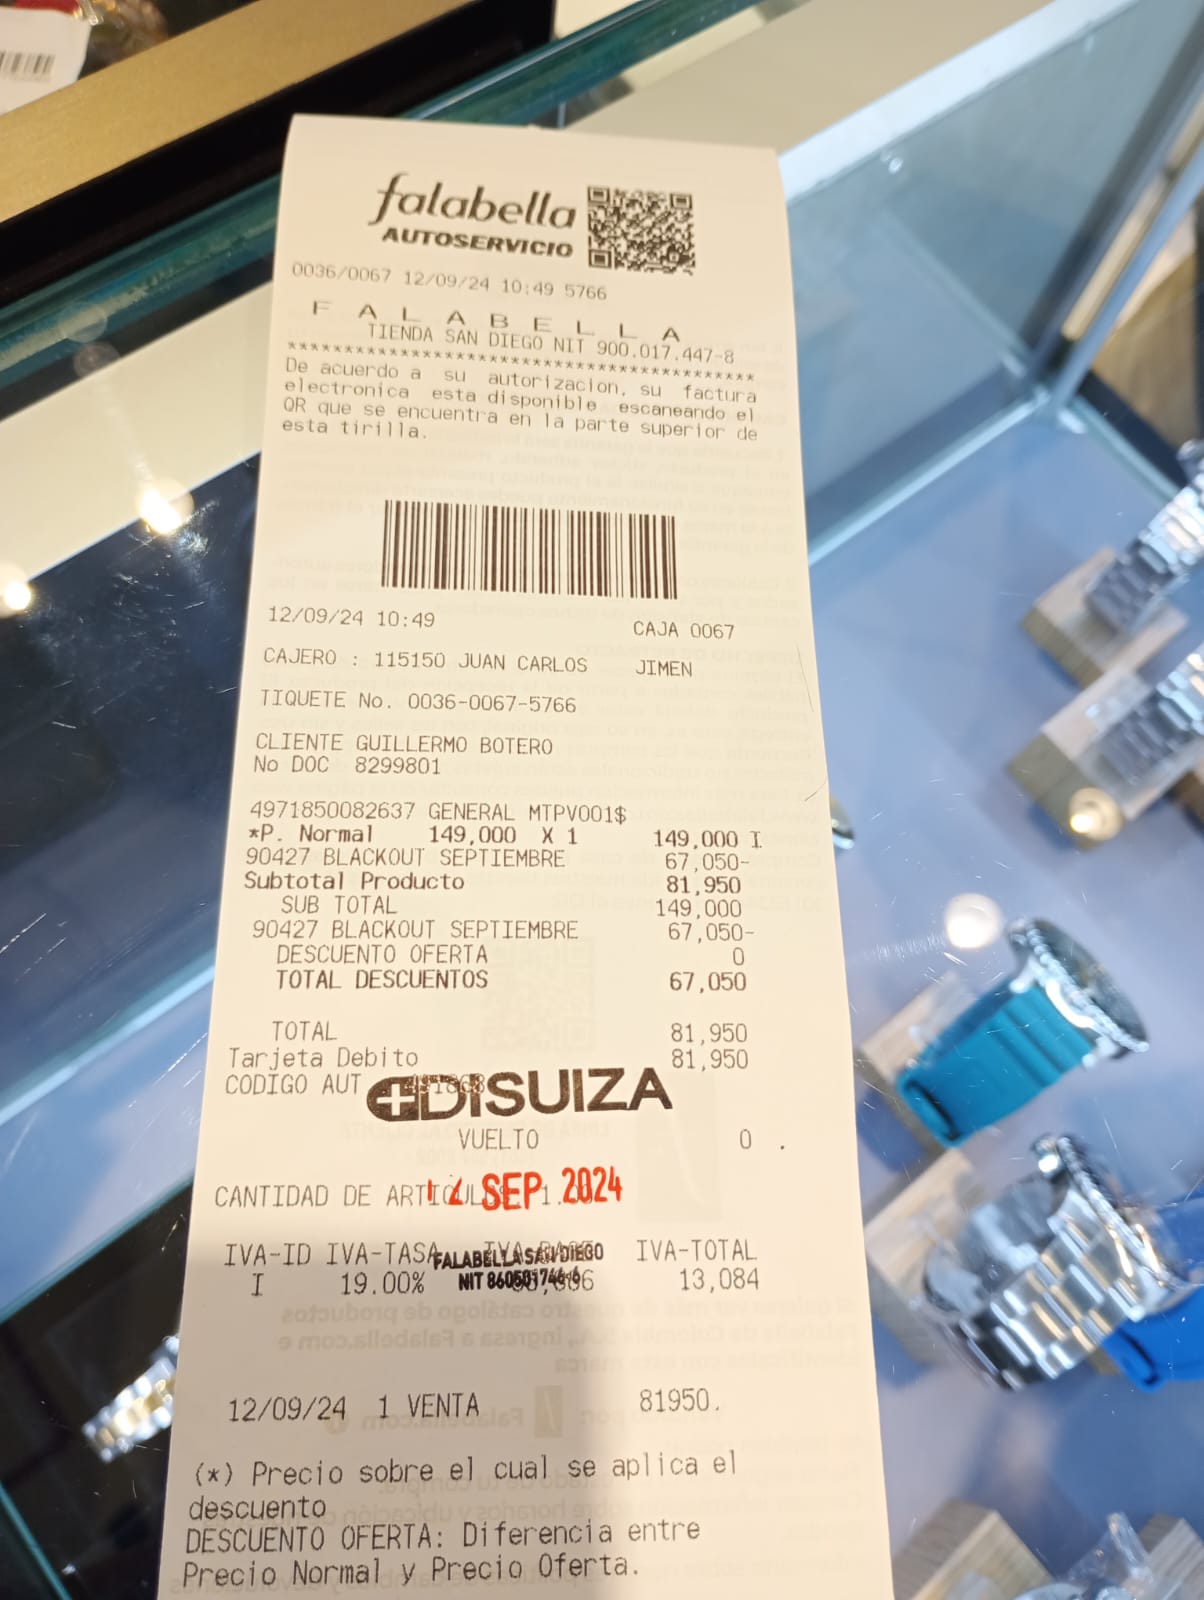 falabella
AUTOSERVICIO
0036/0067 12/09/24 10:49 5766
F A L A B E L L A
TIENDA SAN DIEGO NIT 900.017.447-8
*****************************************
De acuerdo a su autorizacion, su factura
electronica esta disponible escaneando el
QR que se encuentra en la parte superior de
esta tirilla.
12/09/24 10:49 CAJA 0067
CAJERO : 115150 JUAN CARLOS JIMEN
TIQUETE No. 0036-0067-5766
CLIENTE GUILLERMO BOTERO
No DOC 8299801
4971850082637 GENERAL MTPV001$
*P. Normal 149,000 X 1 149,000 I
90427 BLACKOUT SEPTIEMBRE 67,050-
Subtotal Producto 81,950
SUB TOTAL 149,000
90427 BLACKOUT SEPTIEMBRE 67,050-
DESCUENTO OFERTA 0
TOTAL DESCUENTOS 67,050
TOTAL 81,950
Tarjeta Debito 81,950
CODIGO AUT
DISUIZA
VUELTO 0 .
CANTIDAD DE
SEP. 2024
IVA-ID IVA-TASA IVA-TOTAL
FALABELLA SAN DIEGO
I 19.00% 13,084
NIT
12/09/24 1 VENTA 81950.
(*) Precio sobre el cual se aplica el
descuento
DESCUENTO OFERTA: Diferencia entre
Precio Normal y Precio Oferta.